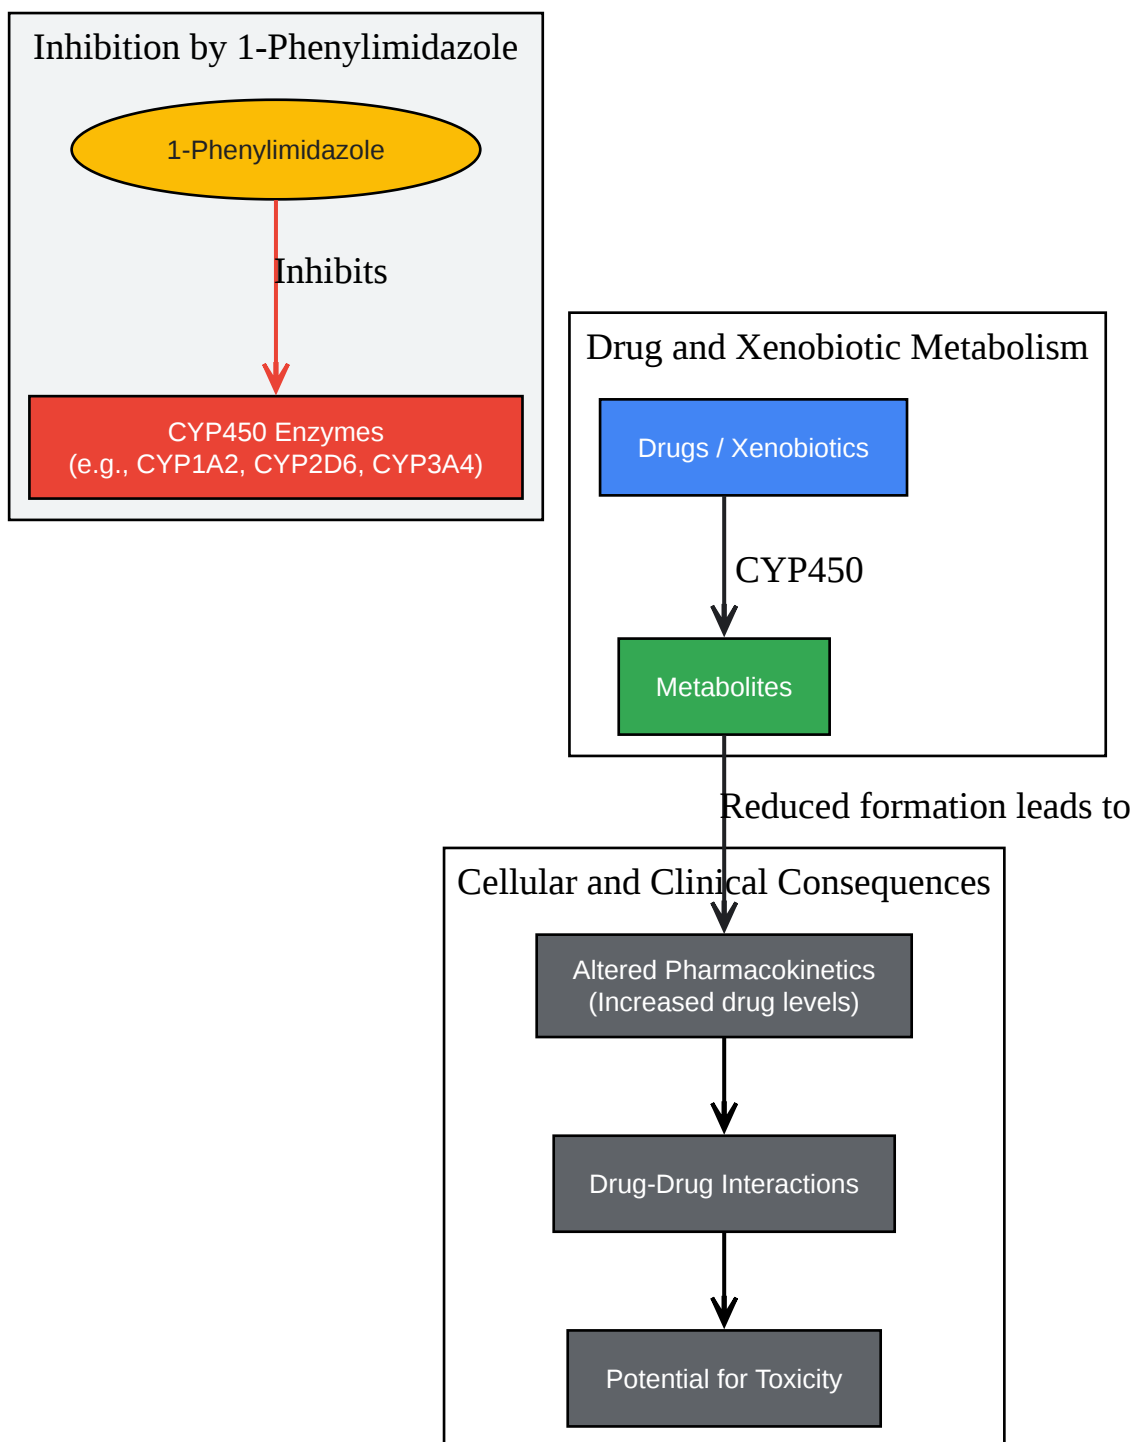 Inhibition by 1-Phenylimidazole
1-Phenylimidazole
Inhibits
CYP450 Enzymes
(e.g., CYP1A2, CYP2D6, CYP3A4)
Drug and Xenobiotic Metabolism
Drugs / Xenobiotics
CYP450
Metabolites
Reduced formation leads to
Cellular and Clinical Consequences
Altered Pharmacokinetics
(Increased drug levels)
Drug-Drug Interactions
Potential for Toxicity